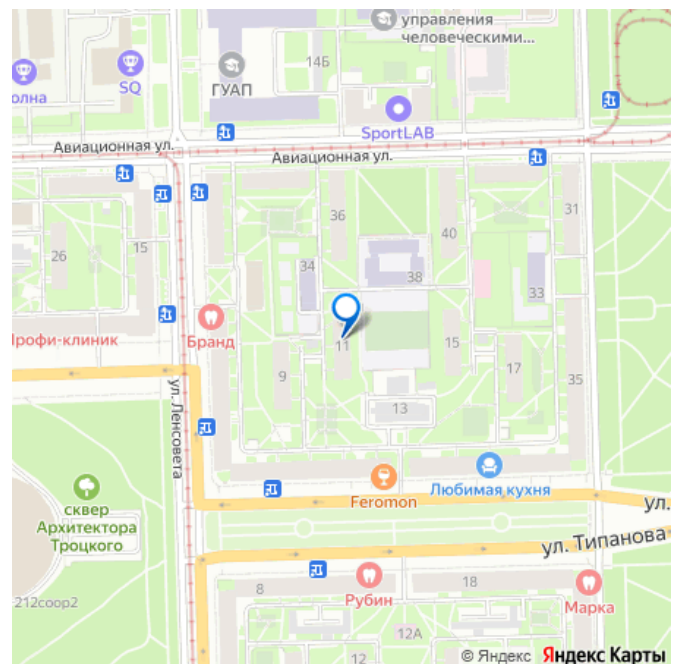 управления
человеческими...
14Б
ГУАП
олна
SQ
SportLAB
Авиационная ул.
Авиационная ул.
36
31
40
26
15
34
38
33
Бранд
Профи-клиник
11
15
9
17
35
13
ул. Ленсовета
Feromon
Любимая кухня
сквер
Архитектора
Троцкого
ул.
ул. Типанова
8
Рубин
18
Марка
212coop2
12А
12
© Яндекс Яндекс Карты